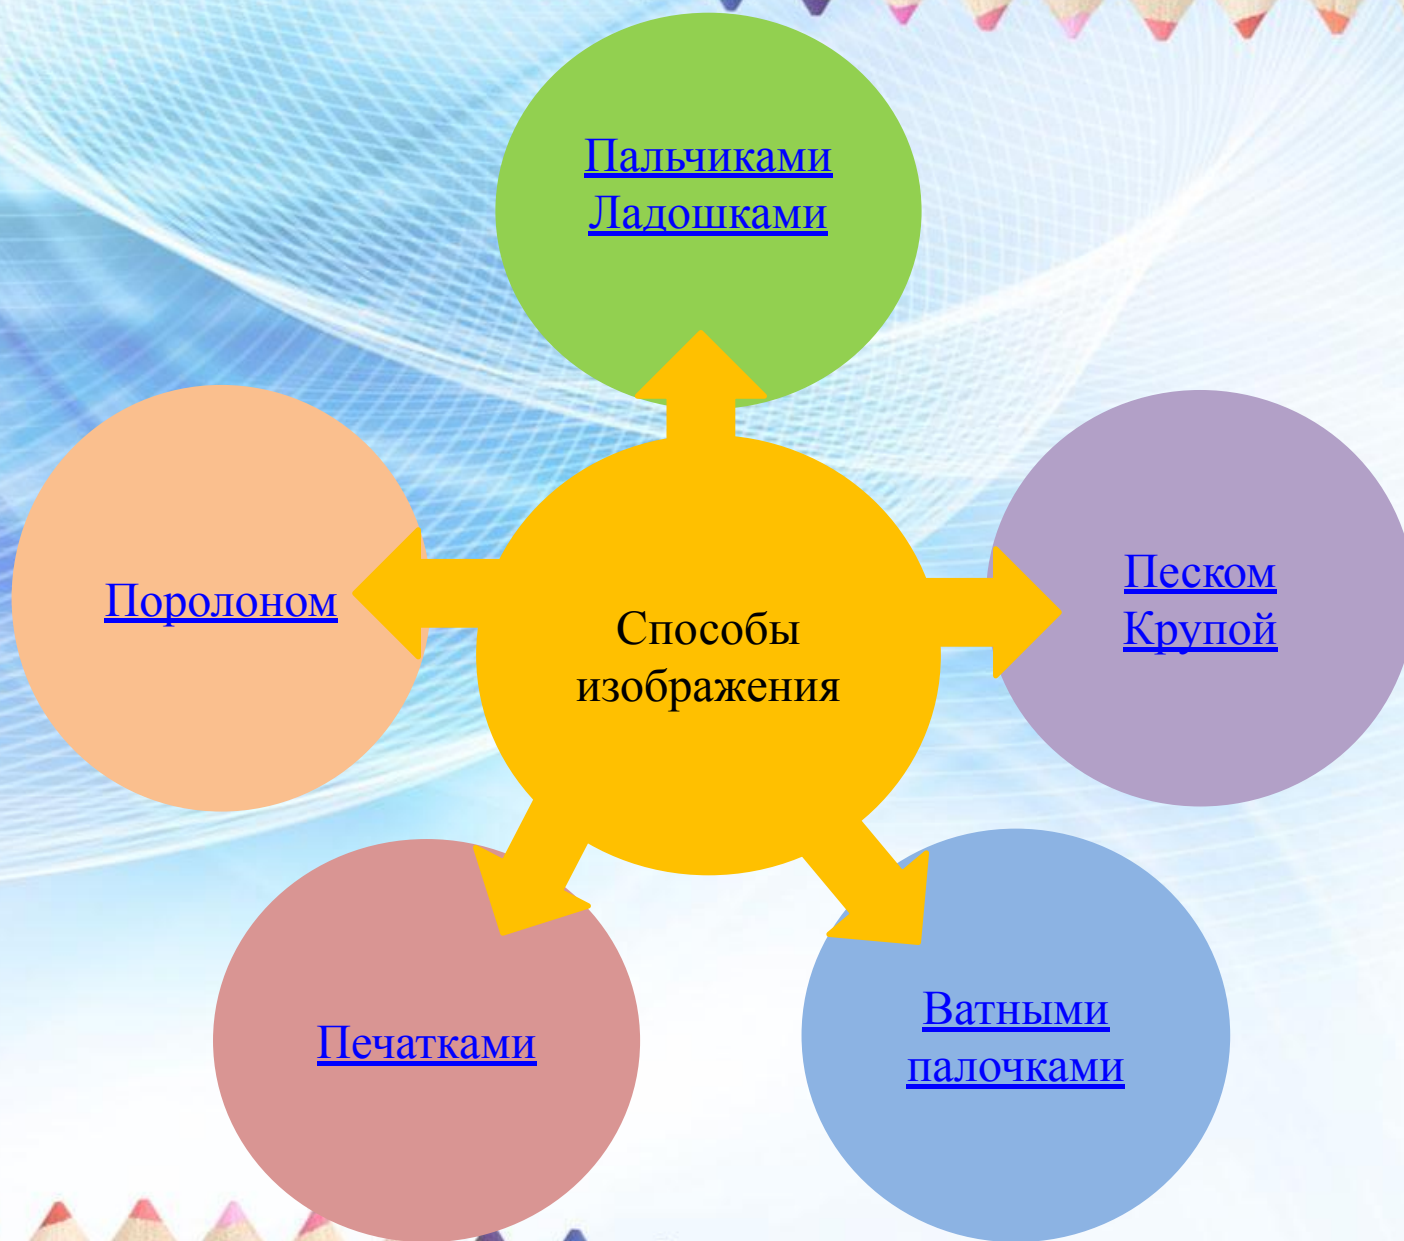 Пальчиками
Ладошками
Поролоном
Способы
изображения
Песком
Крупой
Печатками
Ватными
палочками